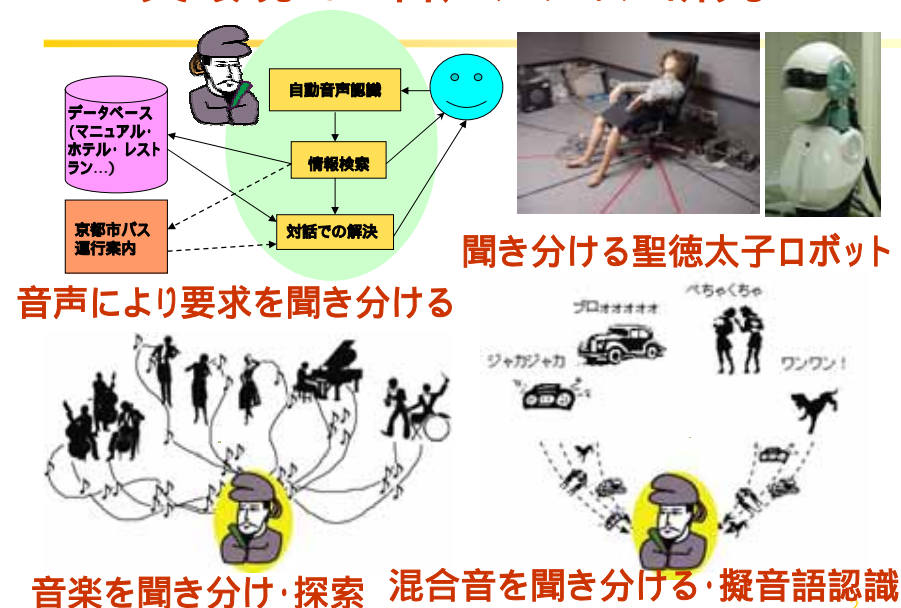 自動音声認識
データベース
(マニュアル・
ホテル・レスト
ラン…)
情報検索
京都市バス
運行案内
対話での解決
聞き分ける聖徳太子ロボット
音声により要求を聞き分ける
ぺちゃくちゃ
ブロォォォォォ
ジャカジャカ
ワンワン!
音楽を聞き分け・探索
混合音を聞き分ける・擬音語認識